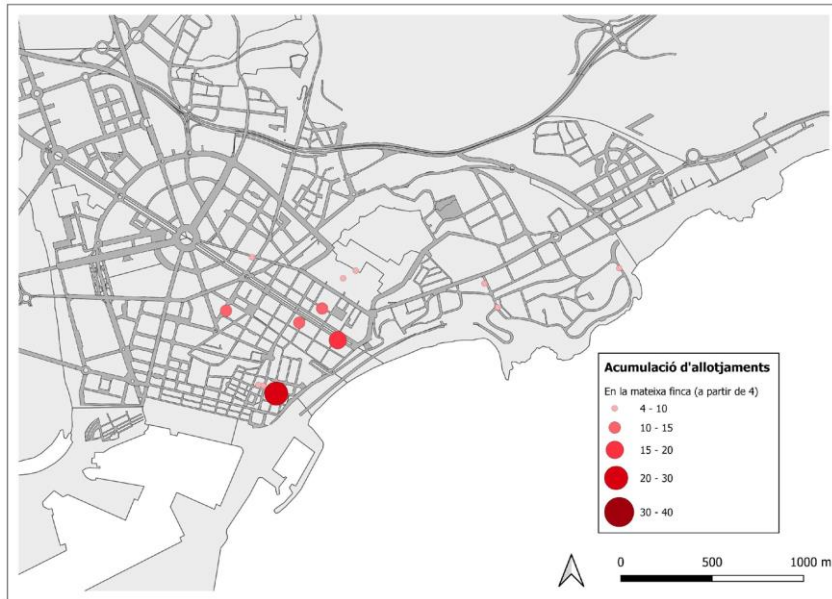 Acumulació d'allotjaments
En la mateixa finca (a partir de 4)
4 - 10
10 - 15
15 - 20
20 - 30
30 - 40
0 500 1000 m